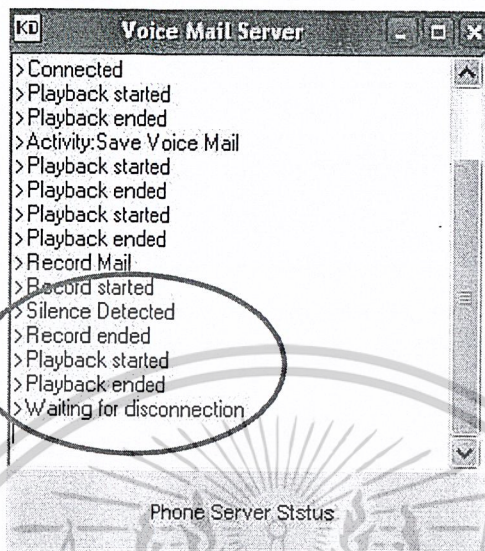 KD Voice Mail Server
>Connected
>Playback started
>Playback ended
>Activity:Save Voice Mail
>Playback started
>Playback ended
>Playback started
>Playback ended
>Record Mail
>Record started
>Silence Detected
>Record ended
>Playback started
>Playback ended
>Waiting for disconnection
Phone Server Ststus